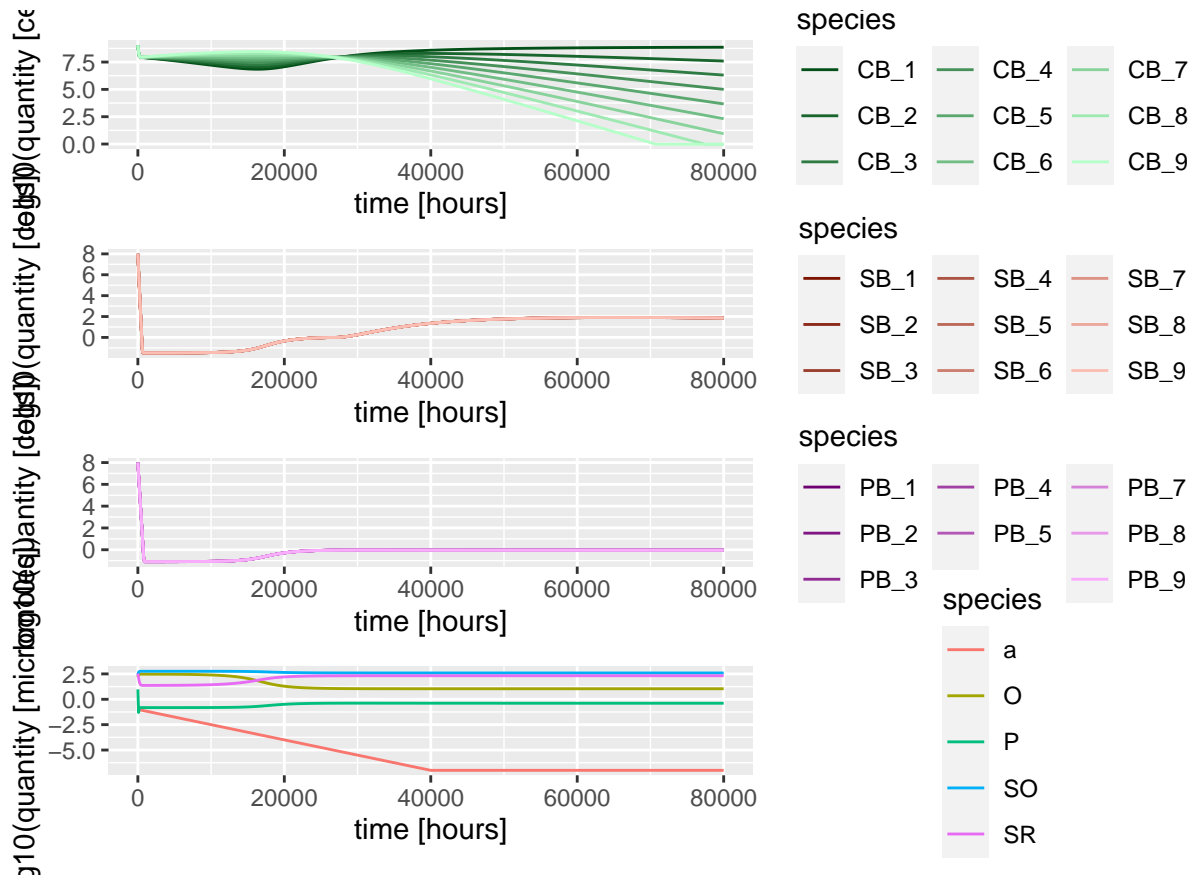 species
CB_1 CB_4 CB_7
CB_2 CB_5 CB_8
CB_3 CB_6 CB_9
7.5
5.0
2.5
0.0
0 20000 40000 60000 80000
time [hours]
species
SB_1 SB_4 SB_7
SB_2 SB_5 SB_8
SB_3 SB_6 SB_9
8
6
4
2
0
0 20000 40000 60000 80000
time [hours]
species
PB_1 PB_4 PB_7
PB_2 PB_5 PB_8
PB_3 PB_9
8
6
4
2
0
0 20000 40000 60000 80000
time [hours]
species
a
O
P
SO
SR
2.5
0.0
−2.5
−5.0
0 20000 40000 60000 80000
time [hours]
(quantity
(quantity
g10(quantity